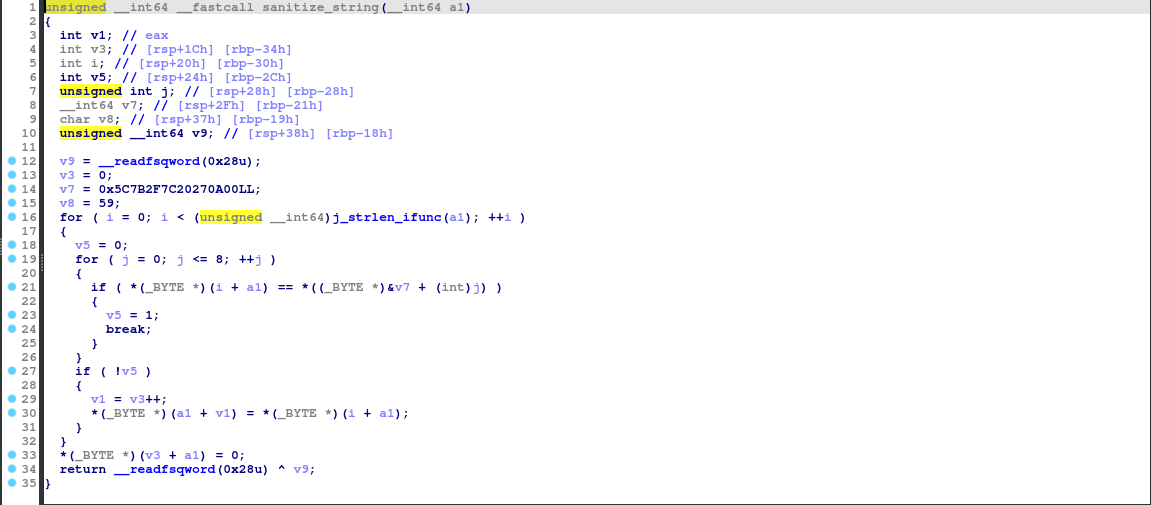 1 unsigned __int64 __fastcall sanitize_string(__int64 a1)
2 {
3 int v1; // eax
4 int v3; // [rsp+1Ch] [rbp-34h]
5 int i; // [rsp+20h] [rbp-30h]
6 int v5; // [rsp+24h] [rbp-2Ch]
7 unsigned int j; // [rsp+28h] [rbp-28h]
8 __int64 v7; // [rsp+2Fh] [rbp-21h]
9 char v8; // [rsp+37h] [rbp-19h]
10 unsigned __int64 v9; // [rsp+38h] [rbp-18h]
11
12 v9 = __readfsqword(0x28u);
13 v3 = 0;
14 v7 = 0x5C7B2F7C20270A00LL;
15 v8 = 59;
16 for ( i = 0; i < (unsigned __int64)j_strlen_ifunc(a1); ++i )
17 {
18 v5 = 0;
19 for ( j = 0; j <= 8; ++j )
20 {
21 if ( *(_BYTE *)(i + a1) == *((_BYTE *)&v7 + (int)j) )
22 {
23 v5 = 1;
24 break;
25 }
26 }
27 if ( !v5 )
28 {
29 v1 = v3++;
30 *(_BYTE *)(a1 + v1) = *(_BYTE *)(i + a1);
31 }
32 }
33 *(_BYTE *)(v3 + a1) = 0;
34 return __readfsqword(0x28u) ^ v9;
35 }